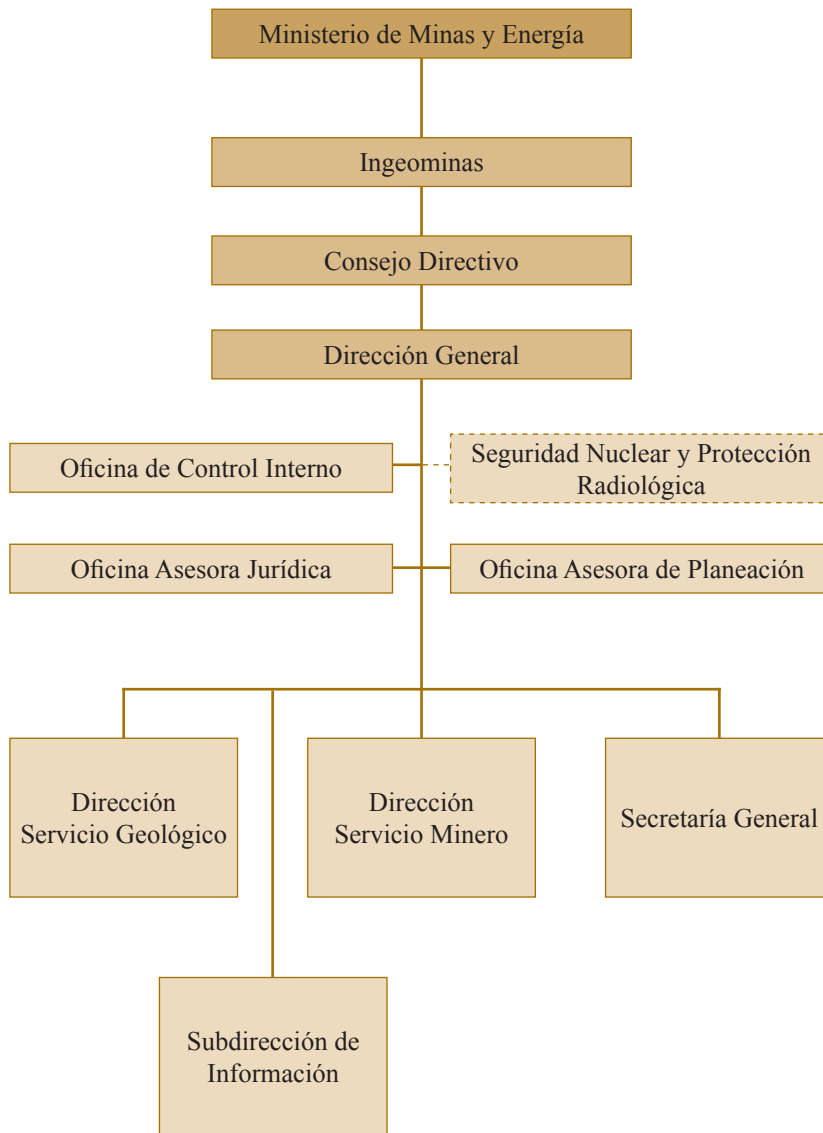 Ministerio de Minas y Energía
Ingeominas
Consejo Directivo
Dirección General
Oficina de Control Interno
Seguridad Nuclear y Protección
Radiológica
Oficina Asesora Jurídica
Oficina Asesora de Planeación
Dirección
Servicio Geológico
Dirección
Servicio Minero
Secretaría General
Subdirección de
Información